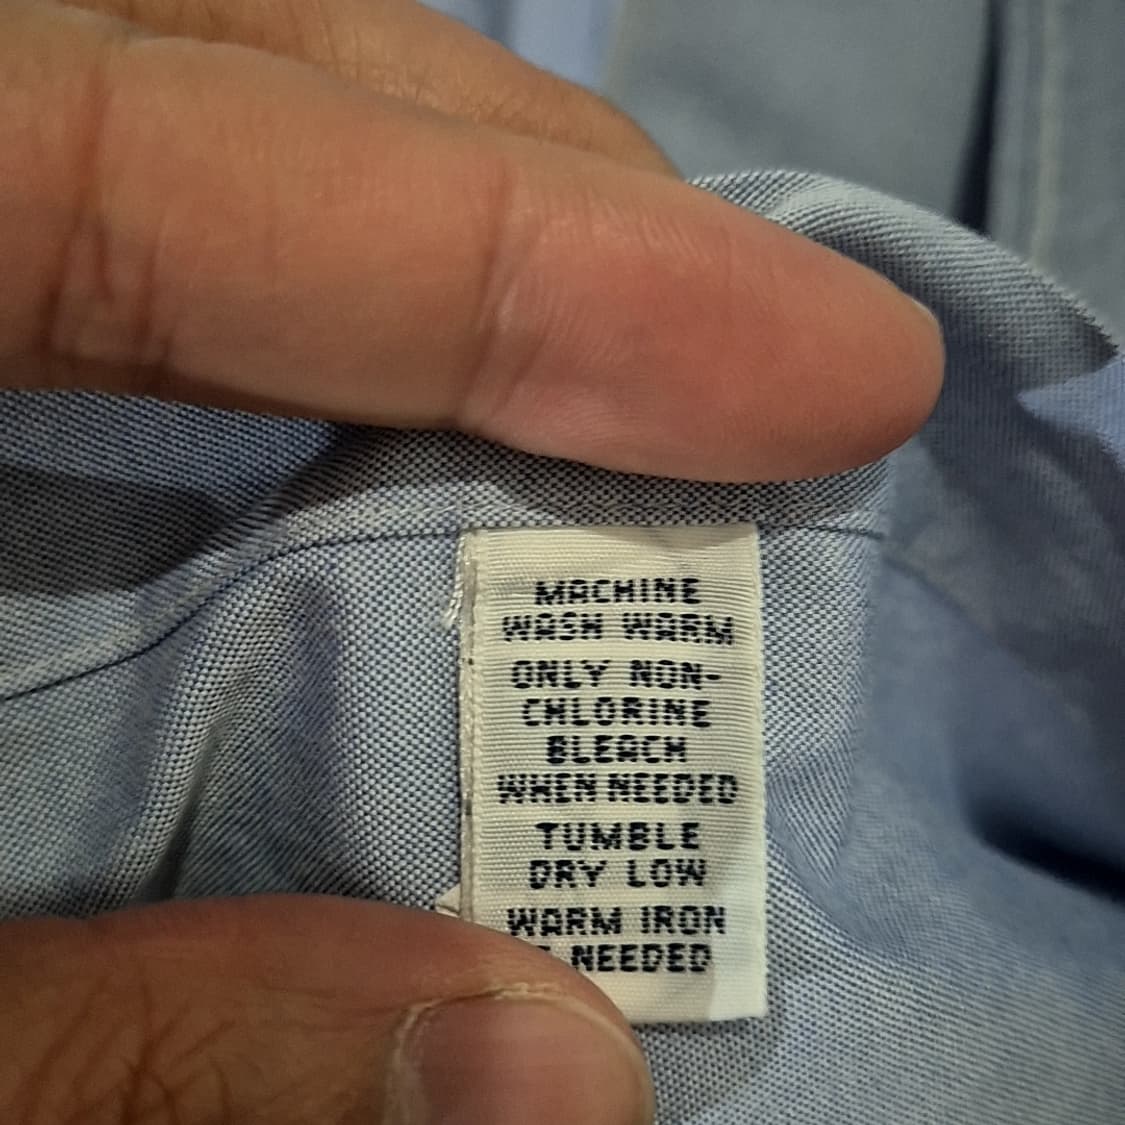 MACHINE
WASH WARM
ONLY NON-
CHLORINE
BLEACH
WHEN NEEDED
TUMBLE
DRY LOW
WARM IRON
NEEDED